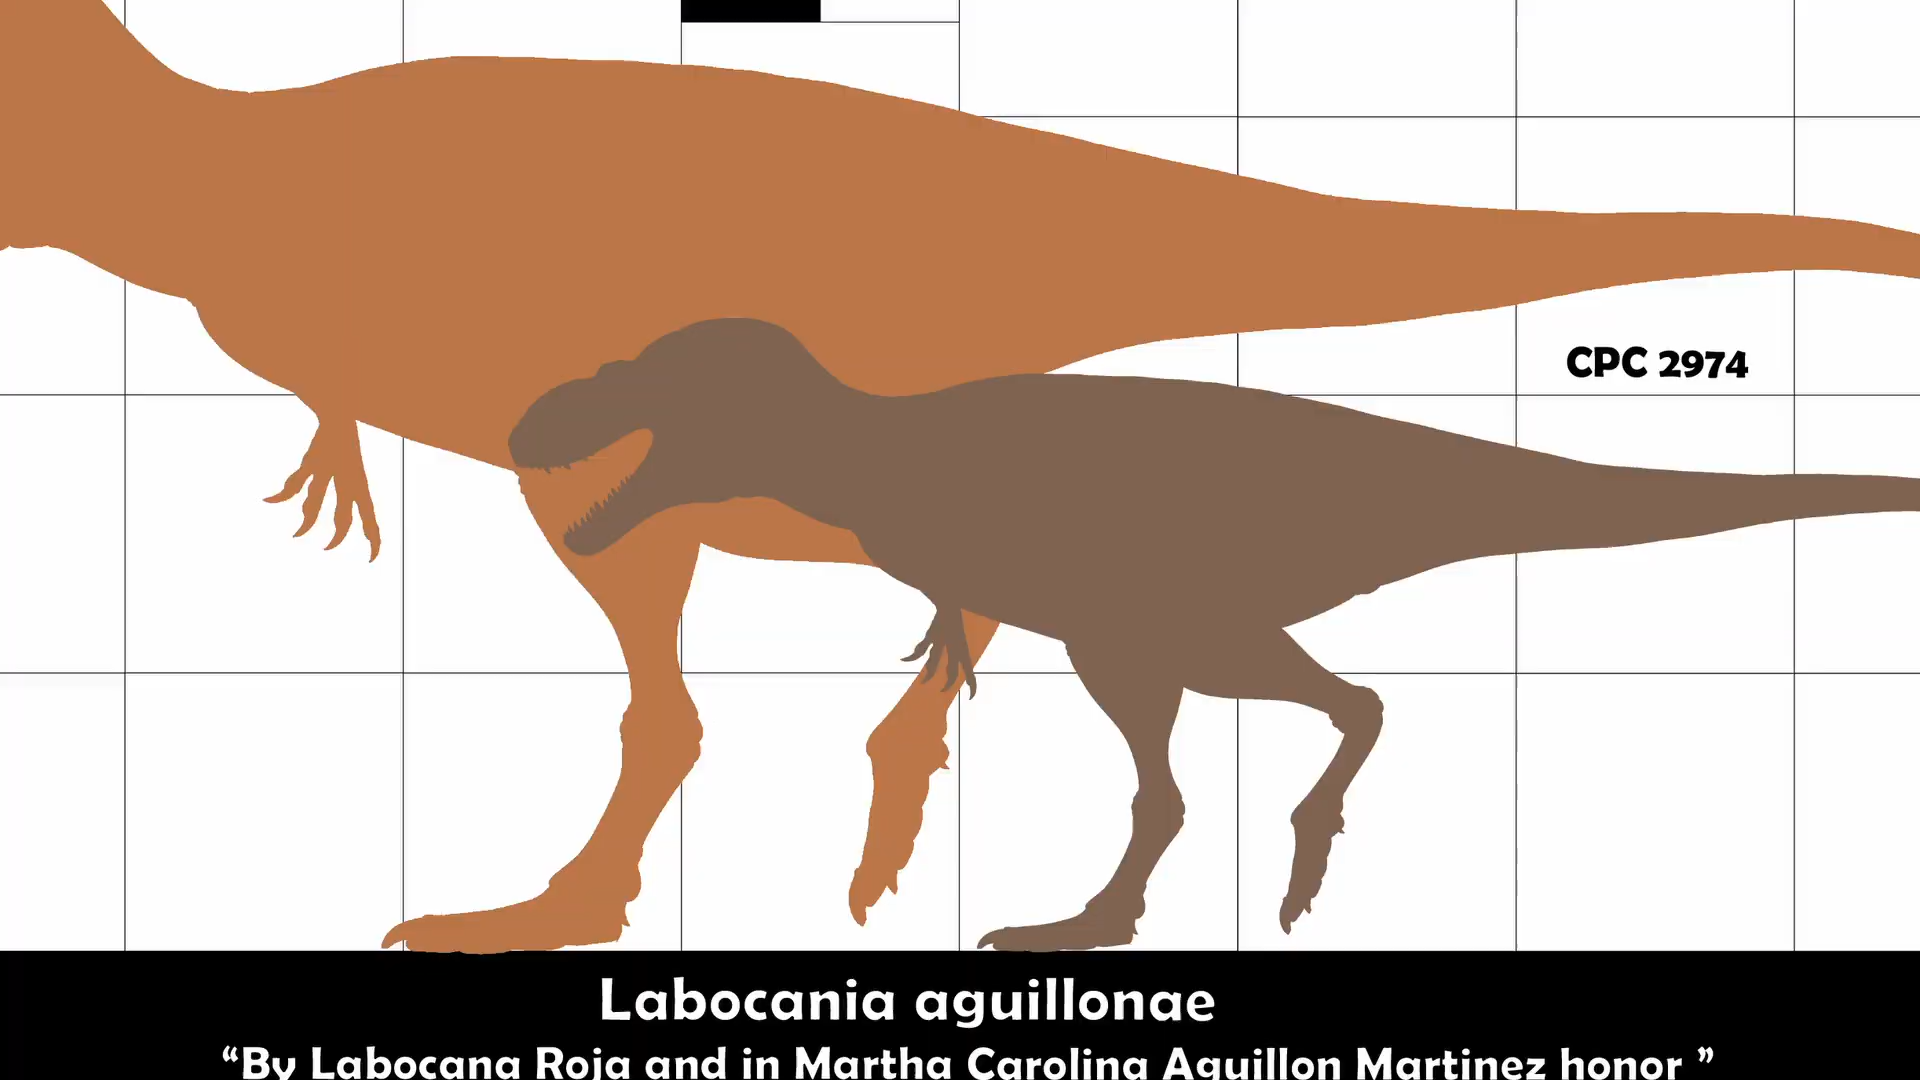 CPC 2974
Labocania aguillonae
“By Labocana Roja and in Martha Carolina Aguillon Martinez honor ”